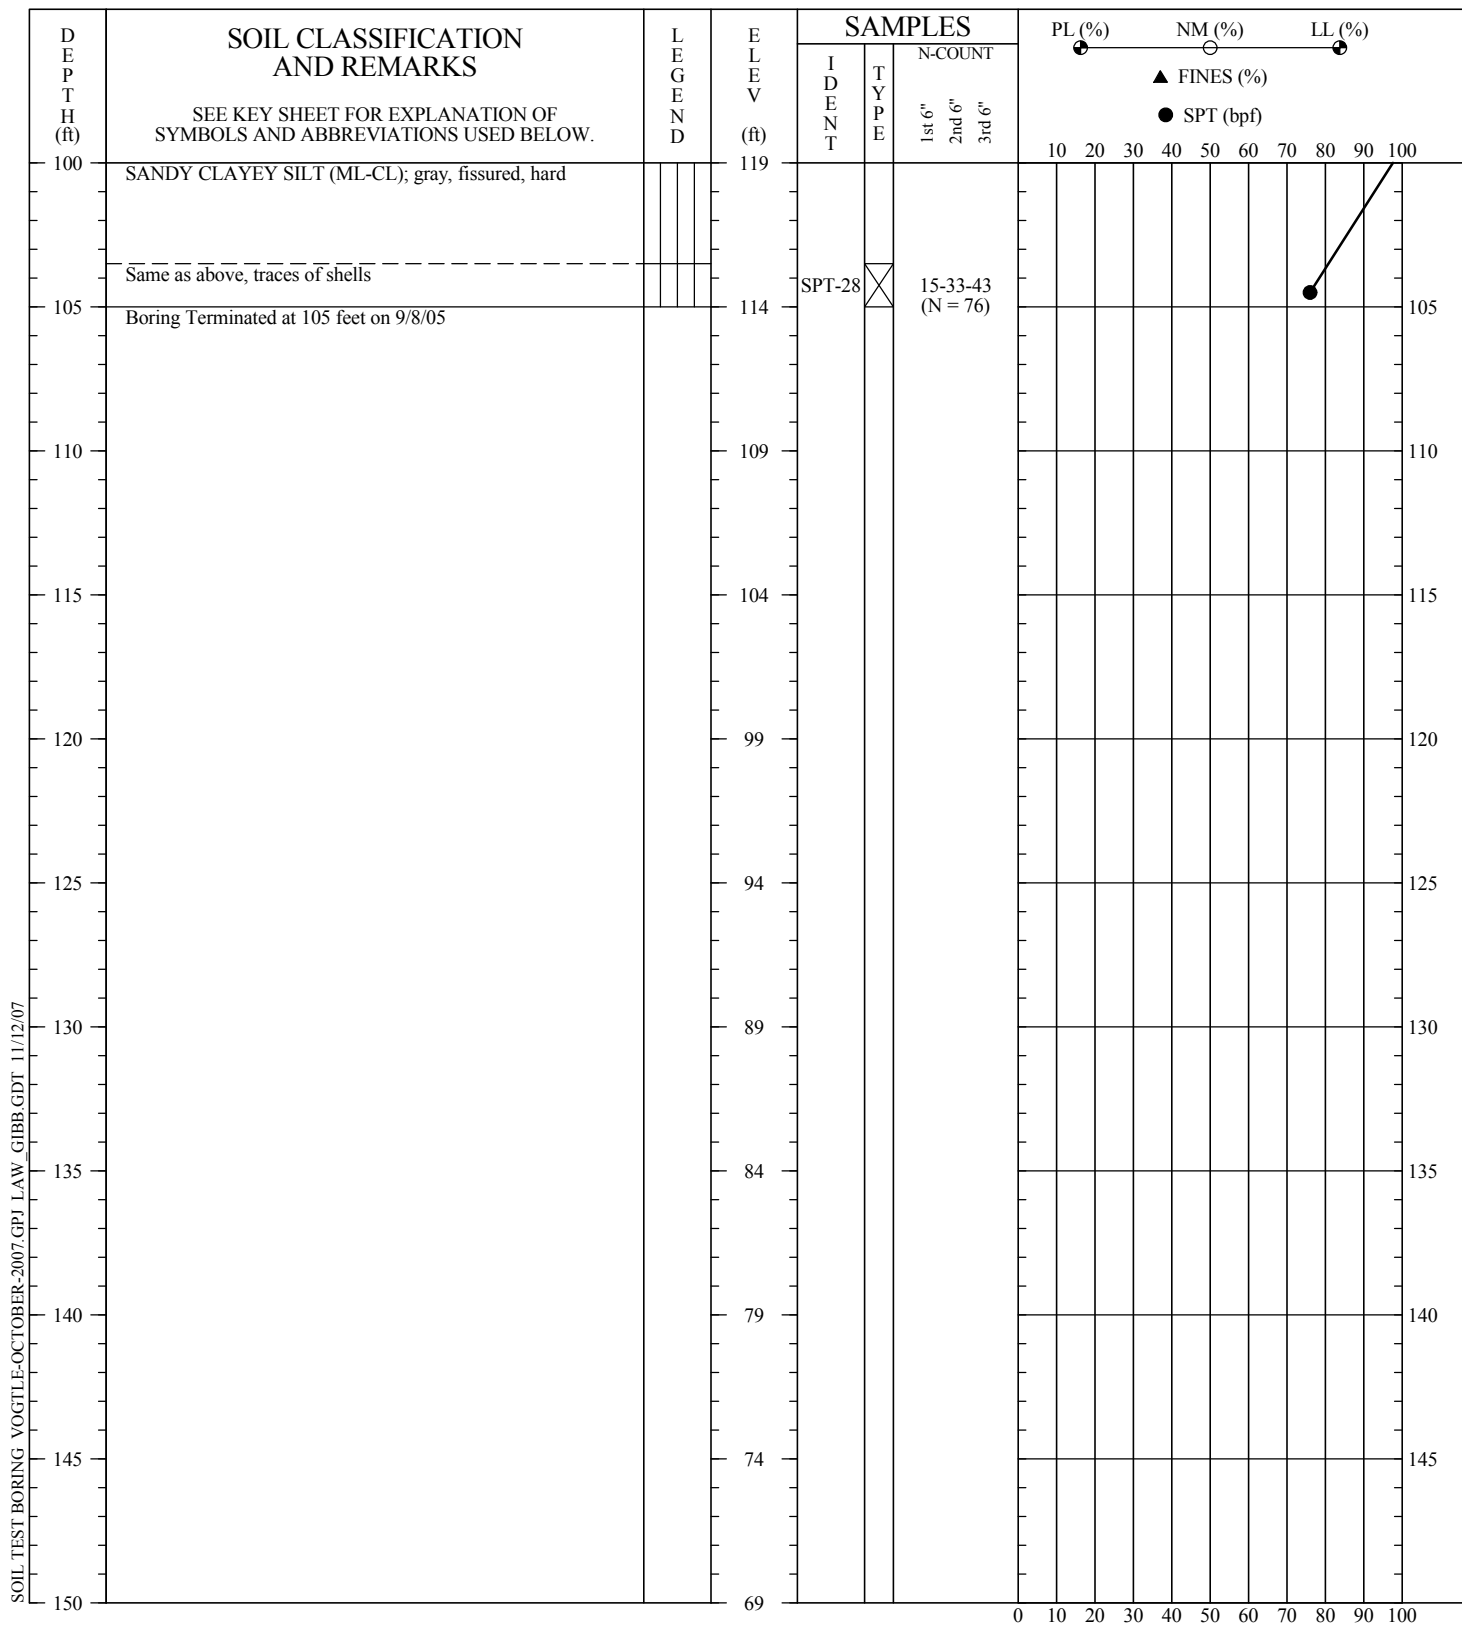 DEPTH (ft)
SOIL CLASSIFICATION
AND REMARKS
SEE KEY SHEET FOR EXPLANATION OF
SYMBOLS AND ABBREVIATIONS USED BELOW.
LEGEND
ELEV (ft)
SAMPLES
IDENT
TYPE
N-COUNT
1st 6"
2nd 6"
3rd 6"
PL (%) NM (%) LL (%)
FINES (%)
SPT (bpf)
10 20 30 40 50 60 70 80 90 100
100 SANDY CLAYEY SILT (ML-CL); gray, fissured, hard 119
Same as above, traces of shells SPT-28 15-33-43
(N = 76)
105 114 105
Boring Terminated at 105 feet on 9/8/05
110 109 110
115 104 115
120 99 120
125 94 125
130 89 130
135 84 135
140 79 140
145 74 145
150 69
0 10 20 30 40 50 60 70 80 90 100
SOIL TEST BORING VOGTLE-OCTOBER-2007.GPJ LAW_GIBB.GDT 11/12/07